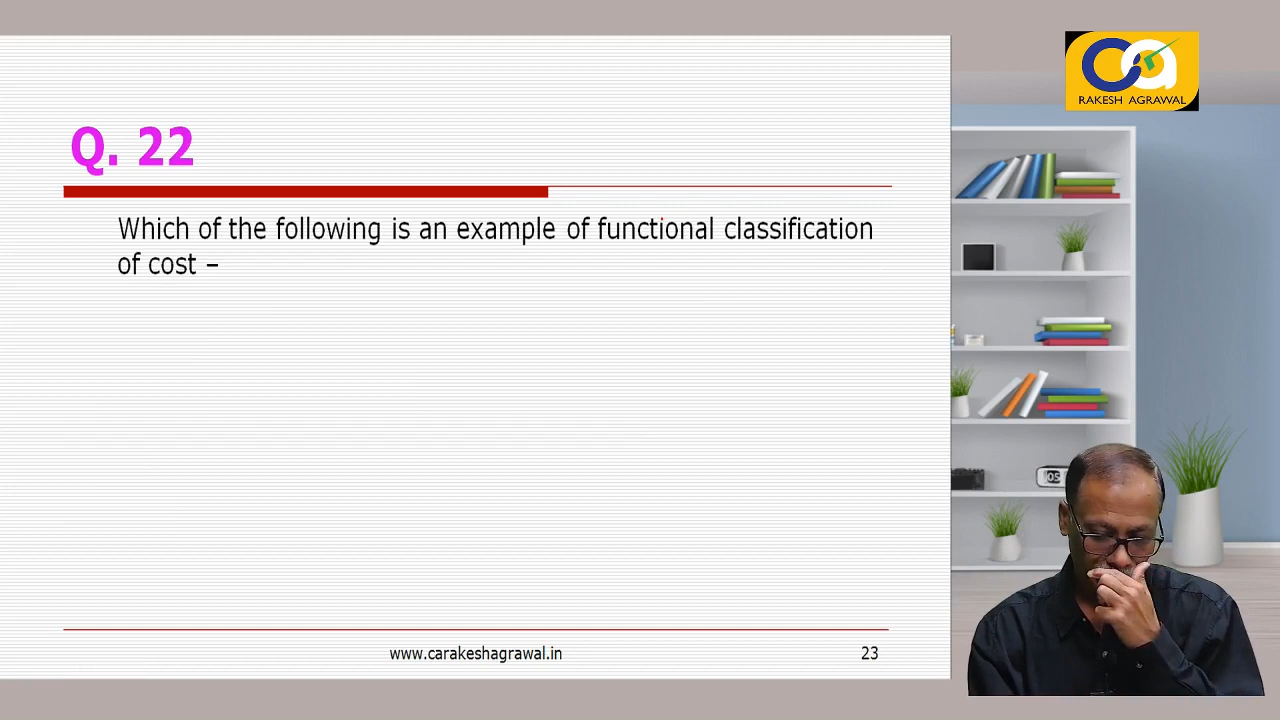 RAKESH AGRAWAL
Q. 22
Which of the following is an example of functional classification
of cost –
05
www.carakeshagrawal.in
23